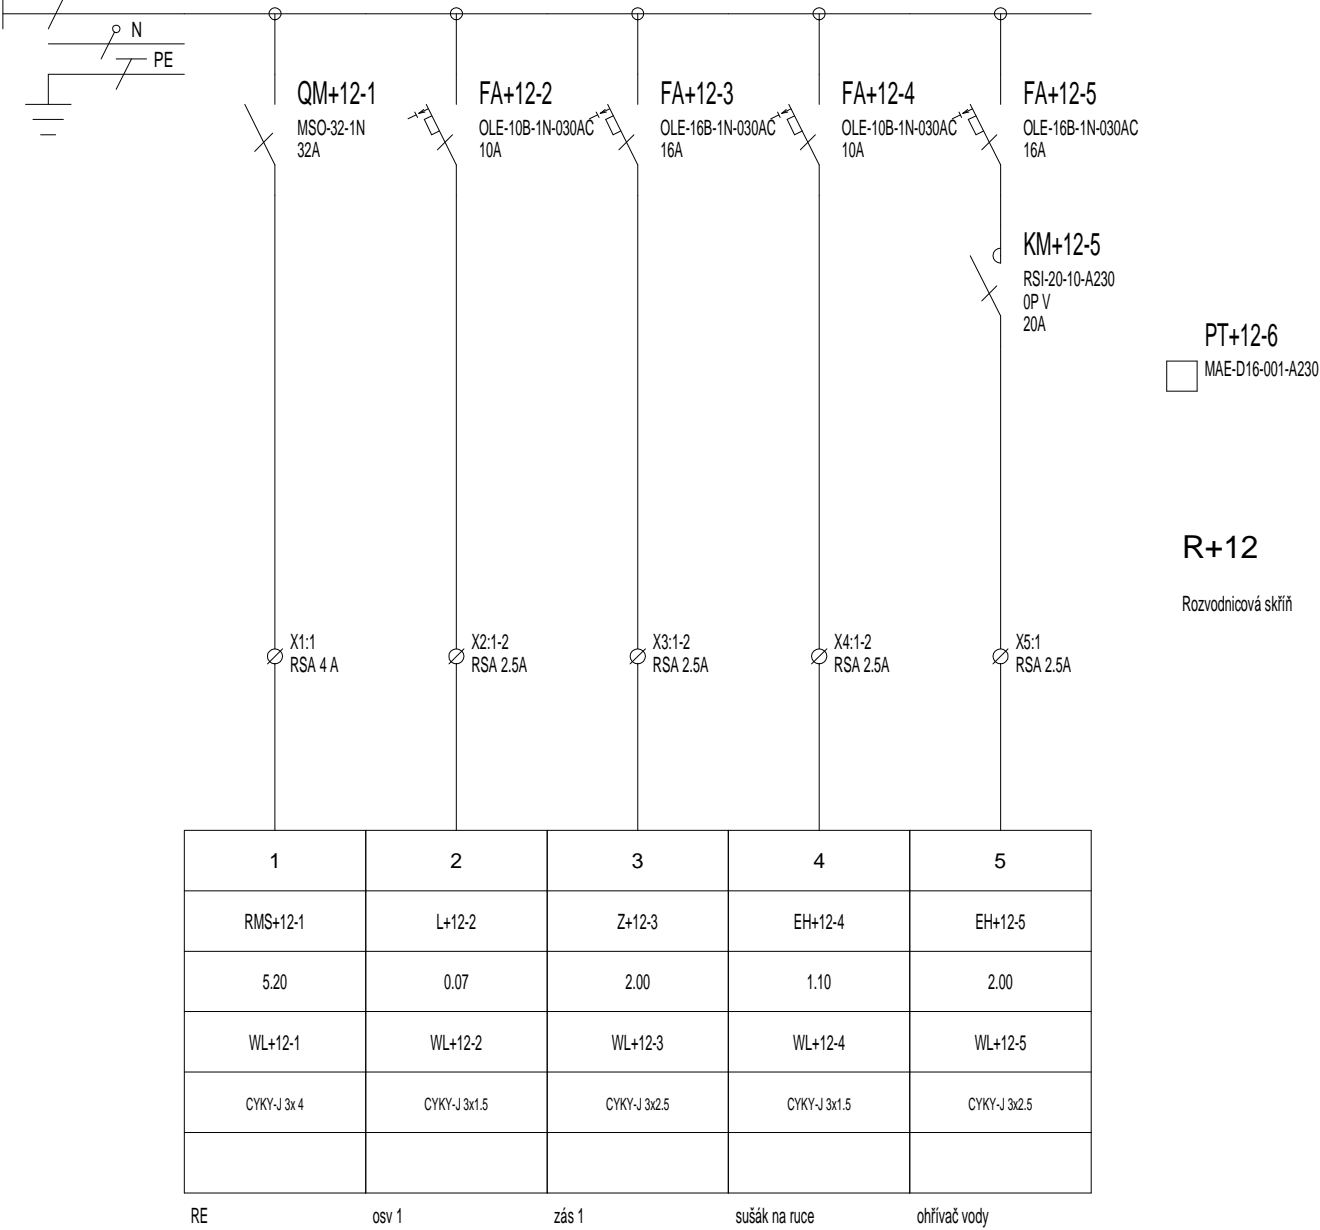 N
PE
QM+12-1
MSO-32-1N
32A
FA+12-2
OLE-10B-1N-030AC
10A
FA+12-3
OLE-16B-1N-030AC
16A
FA+12-4
OLE-10B-1N-030AC
10A
FA+12-5
OLE-16B-1N-030AC
16A
KM+12-5
RSI-20-10-A230
0P V
20A
PT+12-6
MAE-D16-001-A230
R+12
Rozvodnicová skříň
X1:1
RSA 4 A
X2:1-2
RSA 2.5A
X3:1-2
RSA 2.5A
X4:1-2
RSA 2.5A
X5:1
RSA 2.5A
1 2 3 4 5
RMS+12-1 L+12-2 Z+12-3 EH+12-4 EH+12-5
5.20 0.07 2.00 1.10 2.00
WL+12-1 WL+12-2 WL+12-3 WL+12-4 WL+12-5
CYKY-J 3x 4 CYKY-J 3x1.5 CYKY-J 3x2.5 CYKY-J 3x1.5 CYKY-J 3x2.5
RE osv 1 zás 1 sušák na ruce ohřívač vody